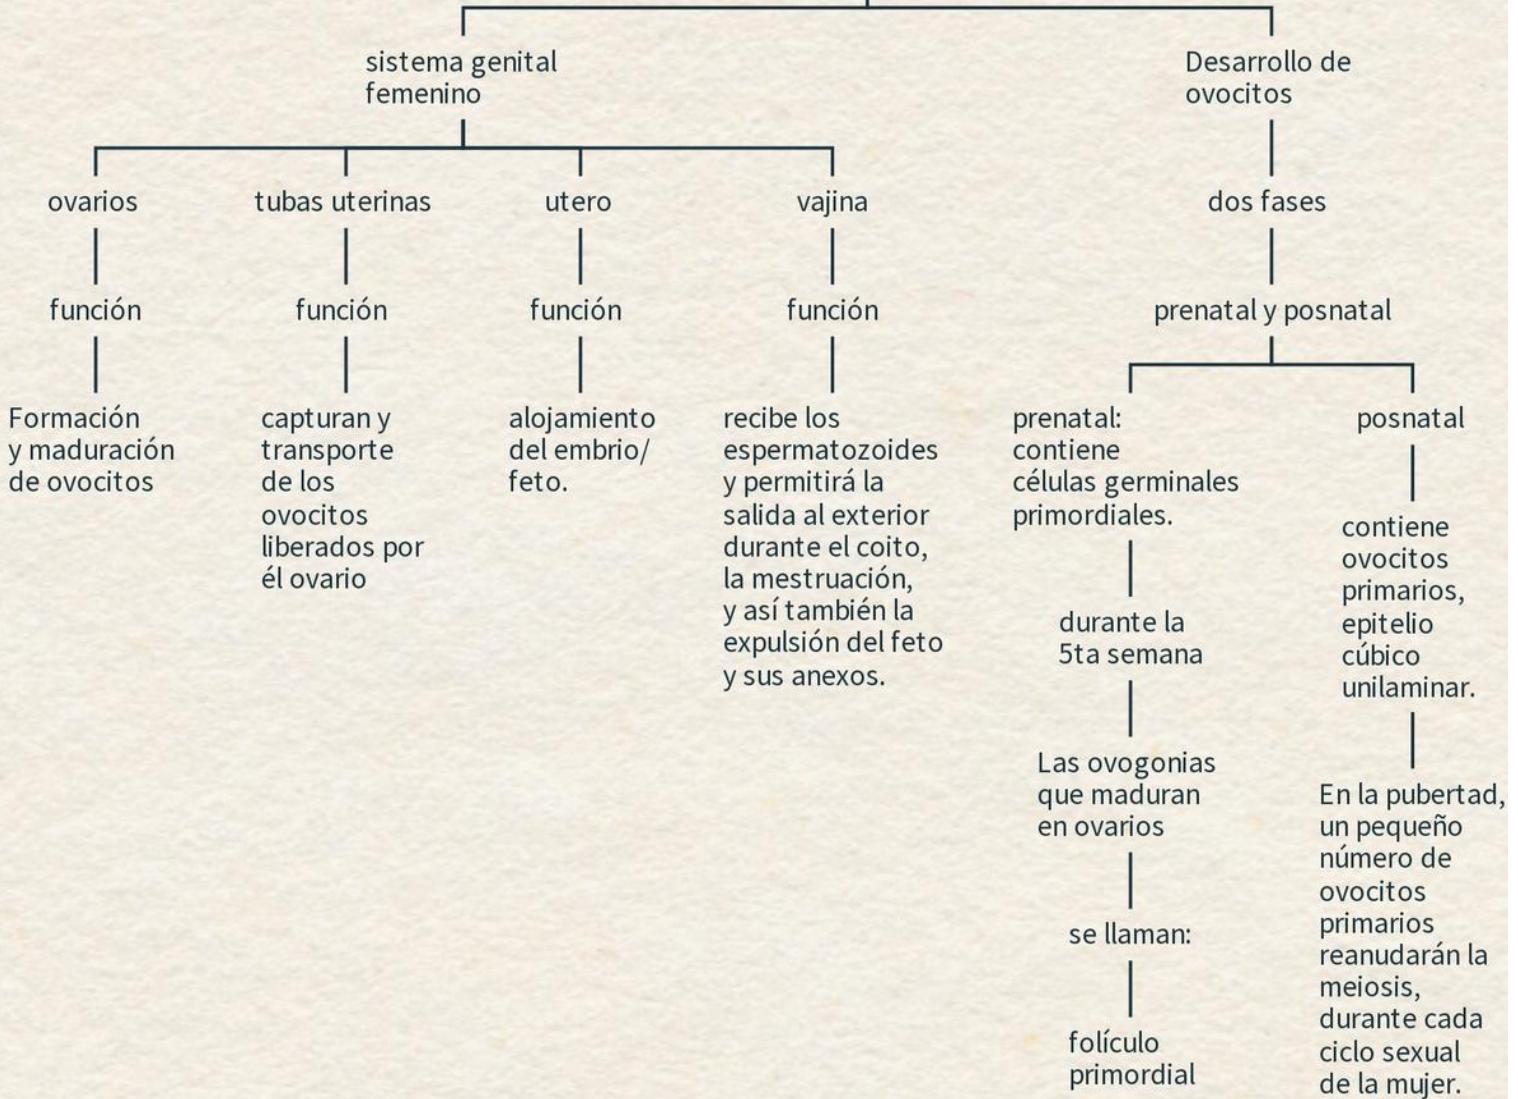 sistema genital
femenino
Desarrollo de
ovocitos
ovarios
tubas uterinas
utero
vajina
dos fases
función
función
función
función
prenatal y posnatal
Formación
y maduración
de ovocitos
capturan y
transporte
de los
ovocitos
liberados por
él ovario
alojamiento
del embrio/
feto.
recibe los
espermatozoides
y permitirá la
salida al exterior
durante el coito,
la mestruación,
y así también la
expulsión del feto
y sus anexos.
prenatal:
contiene
células germinales
primordiales.
durante la
5ta semana
Las ovogonias
que maduran
en ovarios
se llaman:
folículo
primordial
posnatal
contiene
ovocitos
primarios,
epitelio
cúbico
unilaminar.
En la pubertad,
un pequeño
número de
ovocitos
primarios
reanudarán la
meiosis,
durante cada
ciclo sexual
de la mujer.